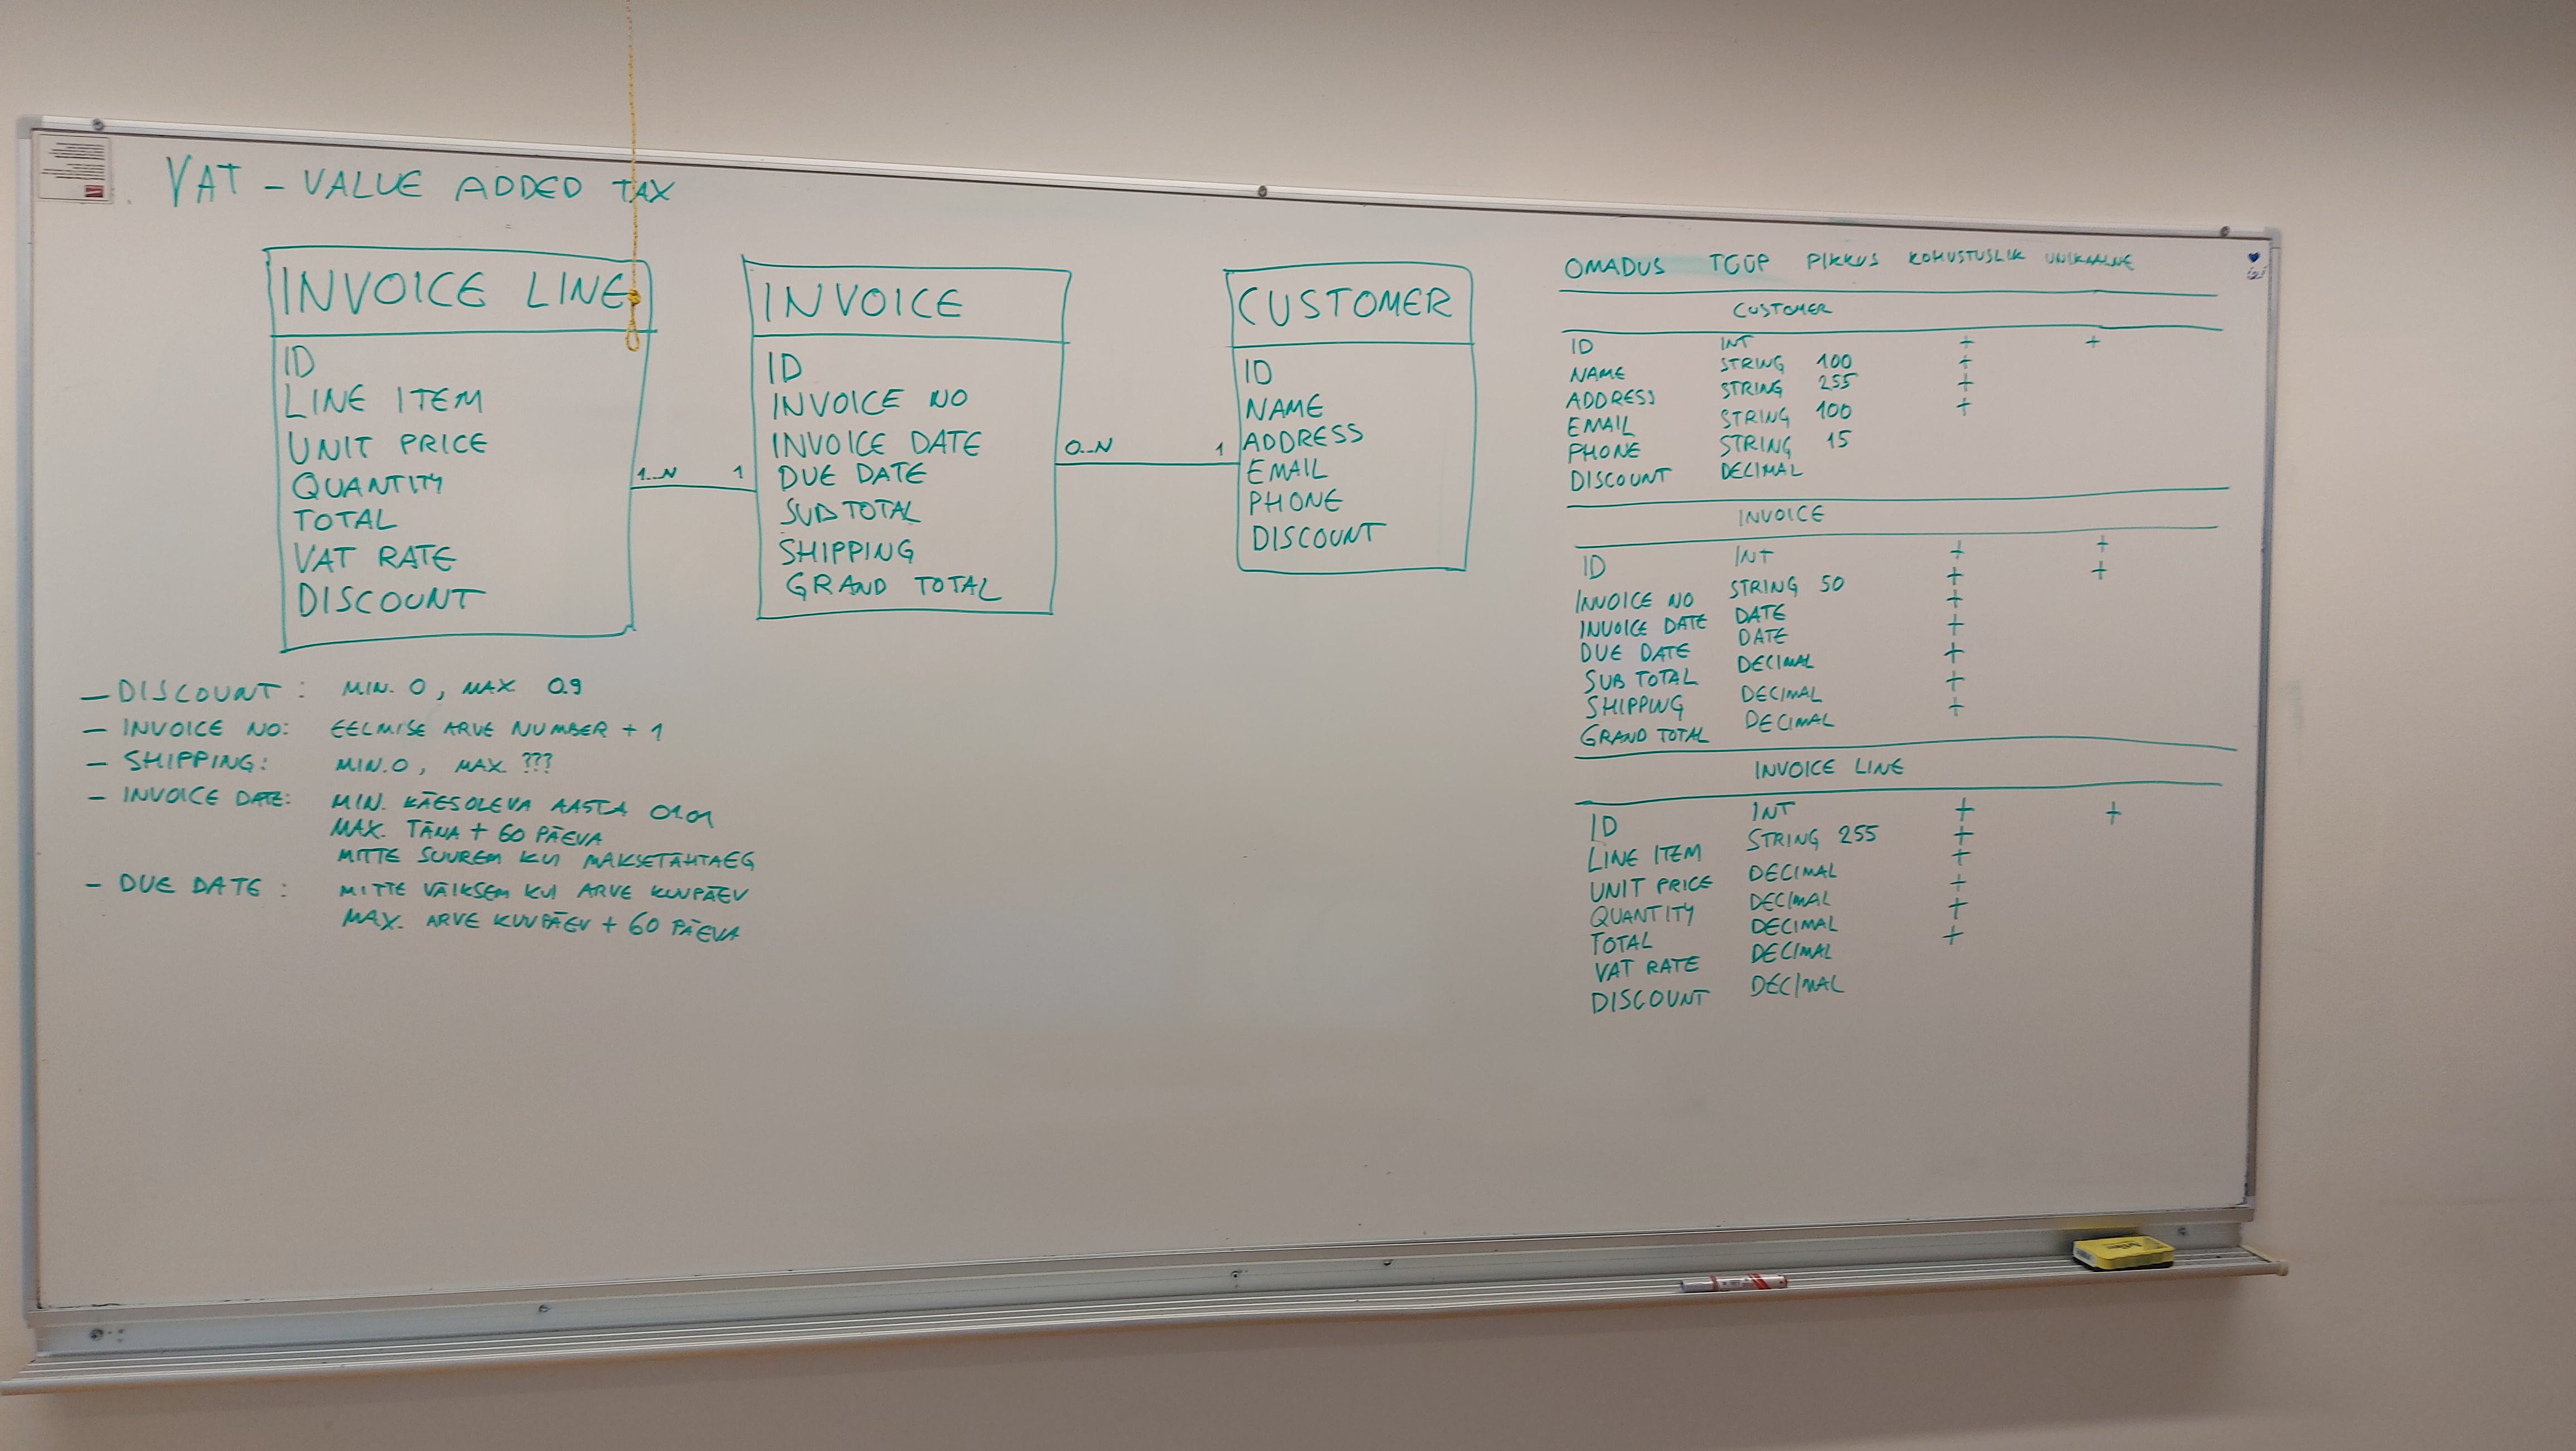 VAT - VALUE ADDED TAX
INVOICE LINE
ID
LINE ITEM
UNIT PRICE
QUANTITY
TOTAL
VAT RATE
DISCOUNT
1..N 1
INVOICE
ID
INVOICE NO
INVOICE DATE
DUE DATE
SUBTOTAL
SHIPPING
GRAND TOTAL
0..N 1
CUSTOMER
ID
NAME
ADDRESS
EMAIL
PHONE
DISCOUNT
- DISCOUNT: MIN. 0, MAX 0.9
- INVOICE NO: EELMISE ARVE NUMBER + 1
- SHIPPING: MIN.0, MAX. ???
- INVOICE DATE: MIN. KÄESOLEVA AASTA 01.01
MAX. TÄNA + 60 PÄEVA
MITTE SUUREM KUI MAKSETÄHTAEG
- DUE DATE: MITTE VÄIKSEM KUI ARVE KUUPÄEV
MAX. ARVE KUUPÄEV + 60 PÄEVA
OMADUS TÜÜP PIKKUS KOHUSTUSLIK UNIKAALNE
CUSTOMER
ID INT + +
NAME STRING 100 +
ADDRESS STRING 255 +
EMAIL STRING 100 +
PHONE STRING 15
DISCOUNT DECIMAL
INVOICE
ID INT + +
INVOICE NO STRING 50 + +
INVOICE DATE DATE +
DUE DATE DATE +
SUB TOTAL DECIMAL +
SHIPPING DECIMAL +
GRAND TOTAL DECIMAL +
INVOICE LINE
ID INT + +
LINE ITEM STRING 255 +
UNIT PRICE DECIMAL +
QUANTITY DECIMAL +
TOTAL DECIMAL +
VAT RATE DECIMAL +
DISCOUNT DECIMAL